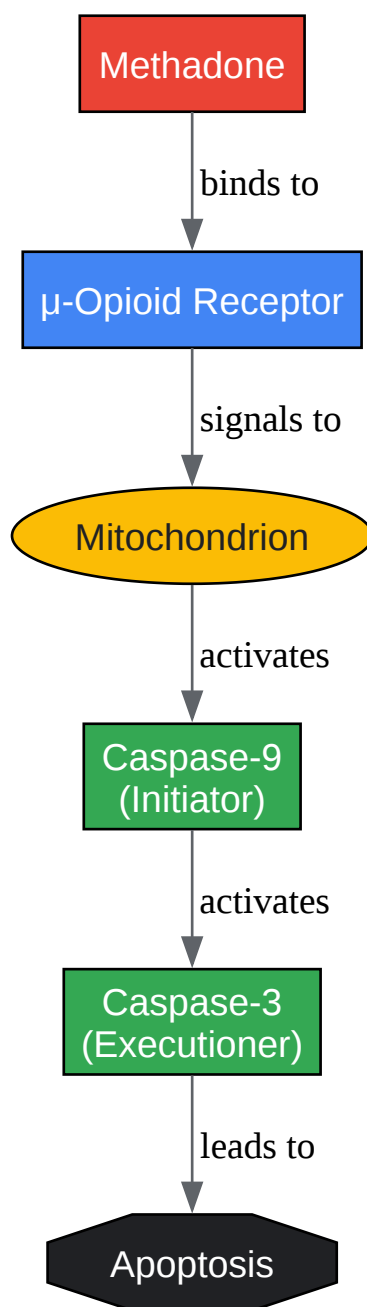 Methadone
binds to
μ-Opioid Receptor
signals to
Mitochondrion
activates
Caspase-9
(Initiator)
activates
Caspase-3
(Executioner)
leads to
Apoptosis